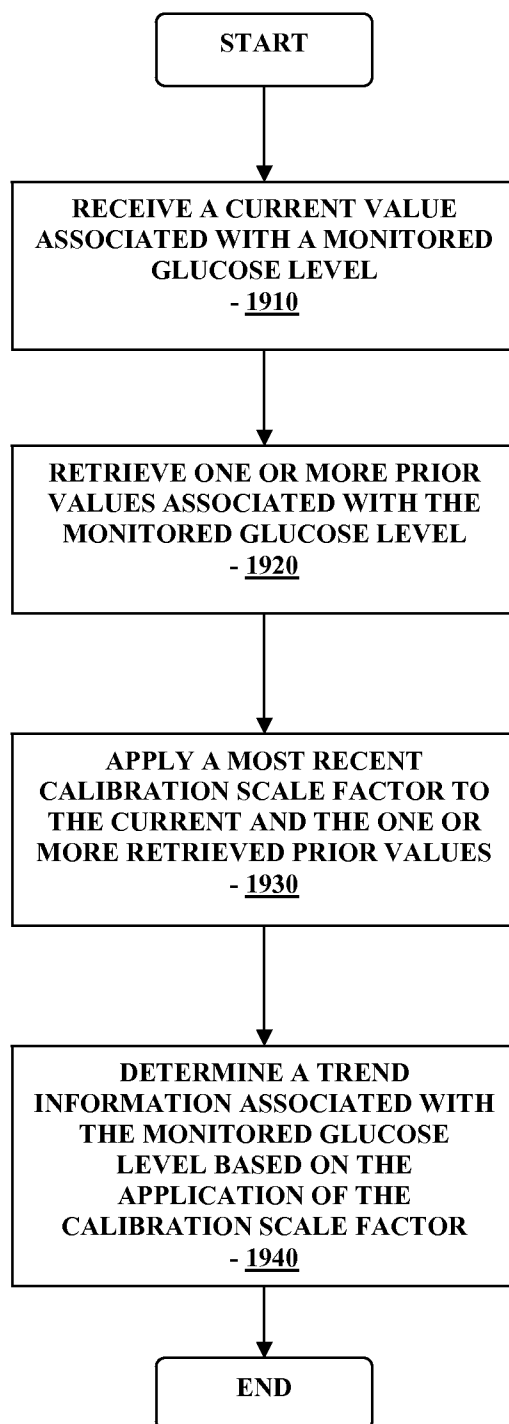 START
RECEIVE A CURRENT VALUE
ASSOCIATED WITH A MONITORED
GLUCOSE LEVEL
- 1910
RETRIEVE ONE OR MORE PRIOR
VALUES ASSOCIATED WITH THE
MONITORED GLUCOSE LEVEL
- 1920
APPLY A MOST RECENT
CALIBRATION SCALE FACTOR TO
THE CURRENT AND THE ONE OR
MORE RETRIEVED PRIOR VALUES
- 1930
DETERMINE A TREND
INFORMATION ASSOCIATED WITH
THE MONITORED GLUCOSE
LEVEL BASED ON THE
APPLICATION OF THE
CALIBRATION SCALE FACTOR
- 1940
END